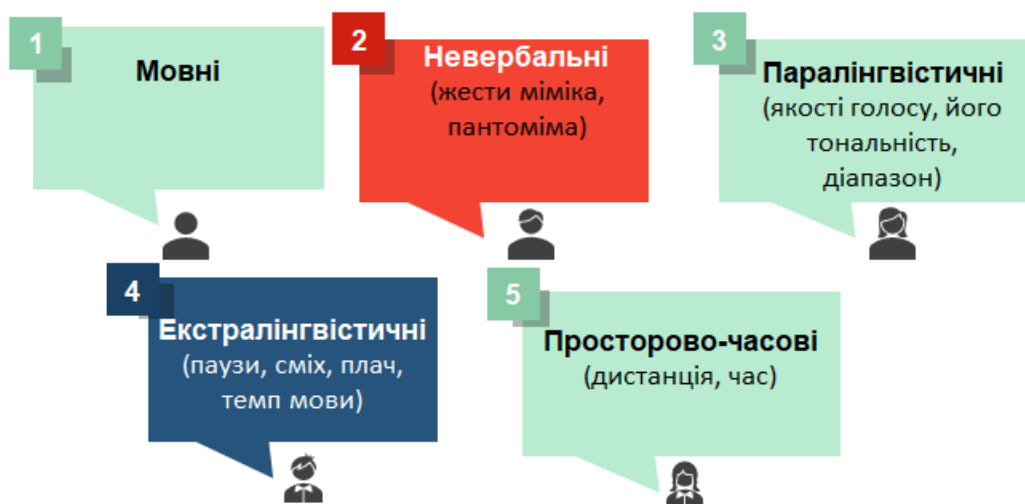 1
Мовні
2
Невербальні
(жести міміка,
пантоміма)
3
Паралінгвістичні
(якості голосу, його
тональність,
діапазон)
4
Екстралінгвістичні
(паузи, сміх, плач,
темп мови)
5
Просторово-часові
(дистанція, час)